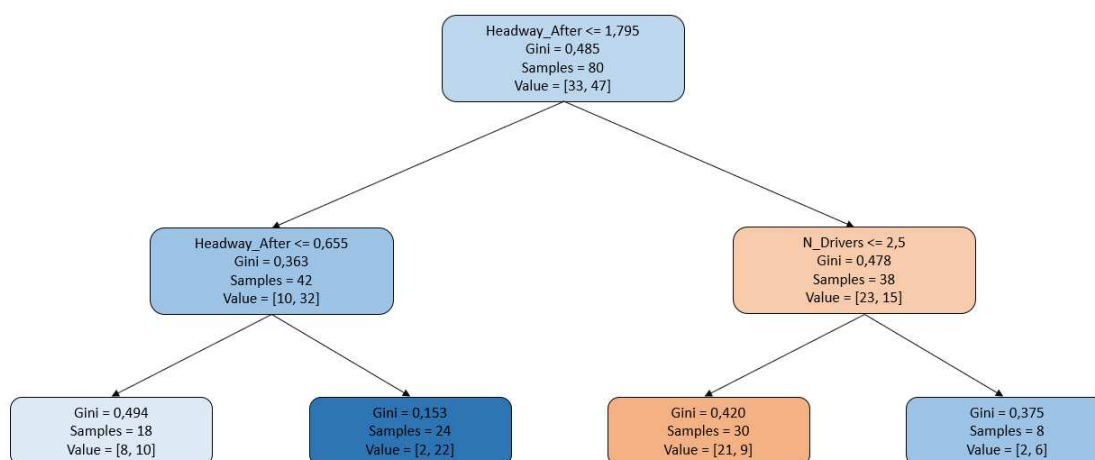 Headway_After <= 1,795
Gini = 0,485
Samples = 80
Value = [33, 47]
Headway_After <= 0,655
Gini = 0,363
Samples = 42
Value = [10, 32]
N_Drivers <= 2,5
Gini = 0,478
Samples = 38
Value = [23, 15]
Gini = 0,494
Samples = 18
Value = [8, 10]
Gini = 0,153
Samples = 24
Value = [2, 22]
Gini = 0,420
Samples = 30
Value = [21, 9]
Gini = 0,375
Samples = 8
Value = [2, 6]